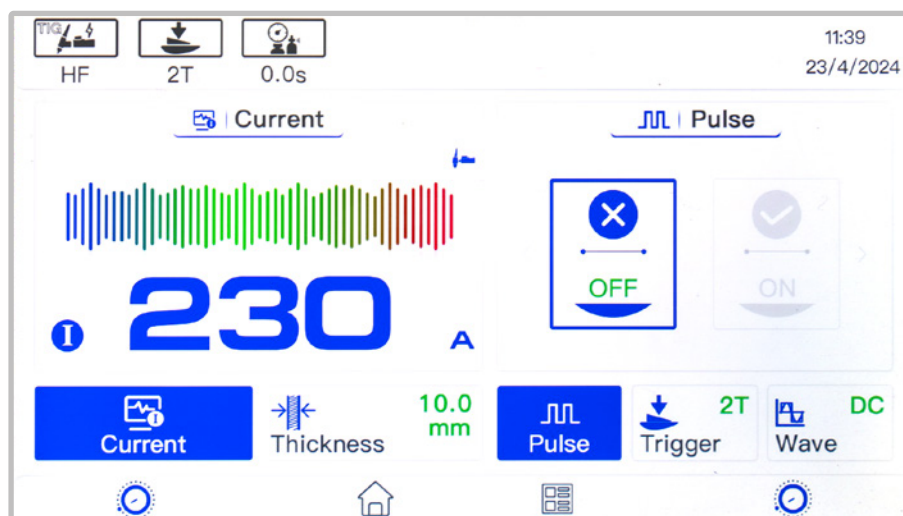 TIG
HF
2T
0.0s
11:39
23/4/2024
Current
Pulse
230
I
A
OFF
ON
Current
Thickness
10.0
mm
Pulse
Trigger
2T
Wave
DC